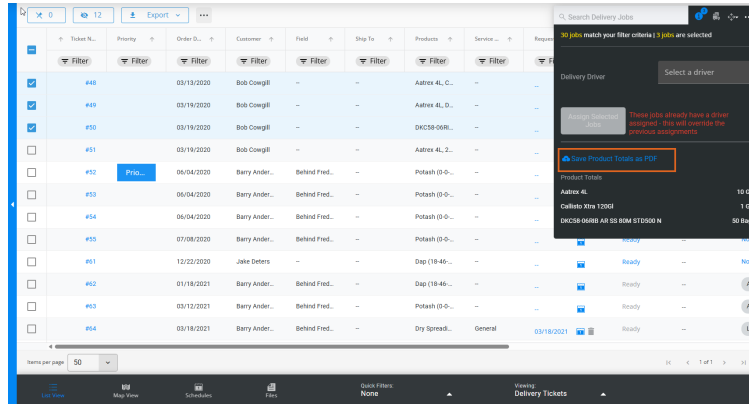 0 12 Export ...
Search Delivery Jobs
30 jobs match your filter criteria | 3 jobs are selected
Ticket N... Priority Order D... Customer Field Ship To Products Service ...
Filter Filter Filter Filter Filter Filter Filter Filter
Delivery Driver Select a driver
#48 03/13/2020 Bob Cowgill – – Aatrex 4L, C... – --
#49 03/19/2020 Bob Cowgill – – Aatrex 4L, D... – --
#50 03/19/2020 Bob Cowgill – – DKC58-06RI... – --
#51 03/19/2020 Bob Cowgill – – Aatrex 4L, 2... – --
#52 Prio... 06/04/2020 Barry Ander... Behind Fred... – Potash (0-0-... – --
#53 06/04/2020 Barry Ander... Behind Fred... – Potash (0-0-... – --
#54 06/04/2020 Barry Ander... Behind Fred... – Potash (0-0-... – --
#55 07/08/2020 Barry Ander... Behind Fred... – Potash (0-0-... – -- Ready – No
#61 12/22/2020 Jake Deters – – Dap (18-46-... – -- Ready – No
#62 01/18/2021 Barry Ander... Behind Fred... – Dap (18-46-... – -- Ready –
#63 03/12/2021 Barry Ander... Behind Fred... – Potash (0-0-... – -- Ready –
#64 03/18/2021 Barry Ander... Behind Fred... – Dry Spreadi... General 03/18/2021 Ready –
Assign Selected
Jobs
These jobs already have a driver
assigned - this will override the
previous assignments
Save Product Totals as PDF
Product Totals
Aatrex 4L 10 G
Callisto Xtra 120Gl 1 G
DKC58-06RIB AR SS 80M STD500 N 50 Ba
Items per page 50 1 of 1
List View Map View Schedules Files
Quick Filters:
None
Viewing:
Delivery Tickets